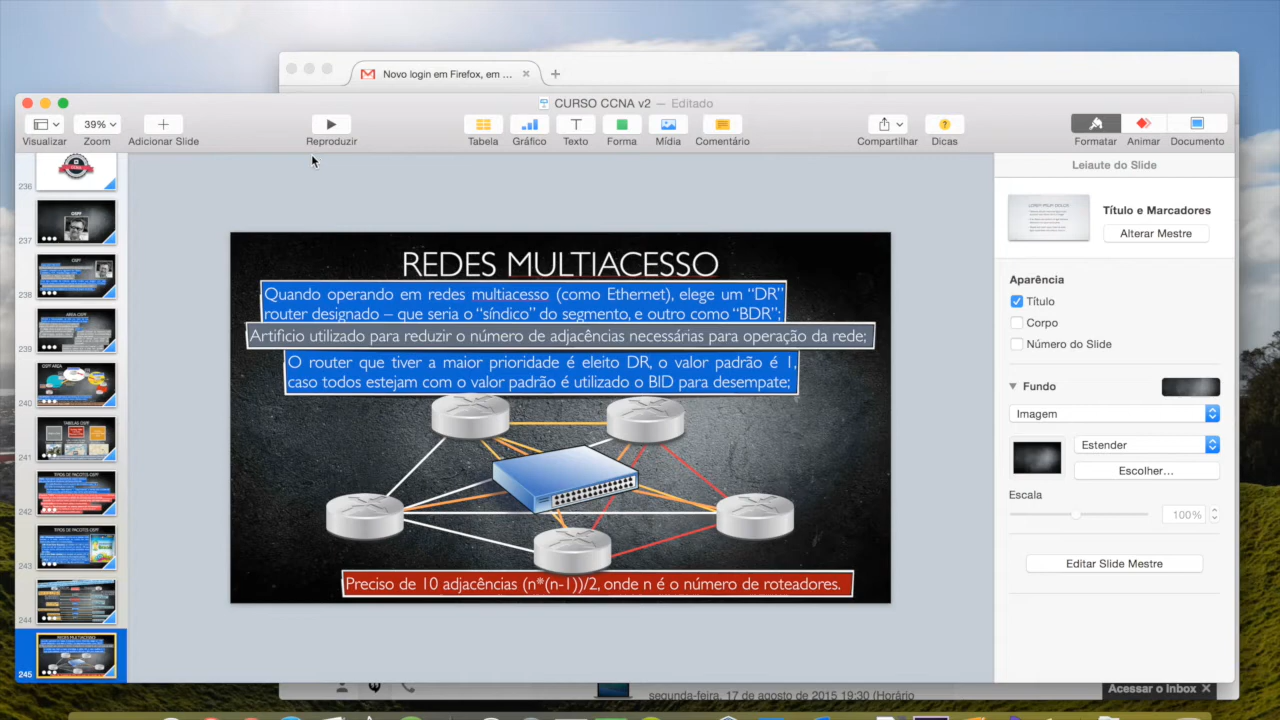 Novo login em Firefox, em ...
CURSO CCNA v2 — Editado
39%
Visualizar
Zoom
Adicionar Slide
Reproduzir
Tabela
Gráfico
Texto
Forma
Mídia
Comentário
Compartilhar
Dicas
Formatar
Animar
Documento
236
237
238
239
240
241
242
243
244
245
OSPF
REDES MULTIACESSO
Quando operando em redes multiacesso (como Ethernet), elege um “DR”
router designado – que seria o “síndico” do segmento, e outro como “BDR”;
Artificio utilizado para reduzir o número de adjacências necessárias para operação da rede;
O router que tiver a maior prioridade é eleito DR, o valor padrão é 1,
caso todos estejam com o valor padrão é utilizado o BID para desempate;
Preciso de 10 adjacências (n*(n-1))/2, onde n é o número de roteadores.
Leiaute do Slide
Título e Marcadores
Alterar Mestre
Aparência
Título
Corpo
Número do Slide
Fundo
Imagem
Estender
Escolher...
Escala
100%
Editar Slide Mestre
segunda-feira, 17 de agosto de 2015 19:30 (Horário
Acessar o Inbox ✕